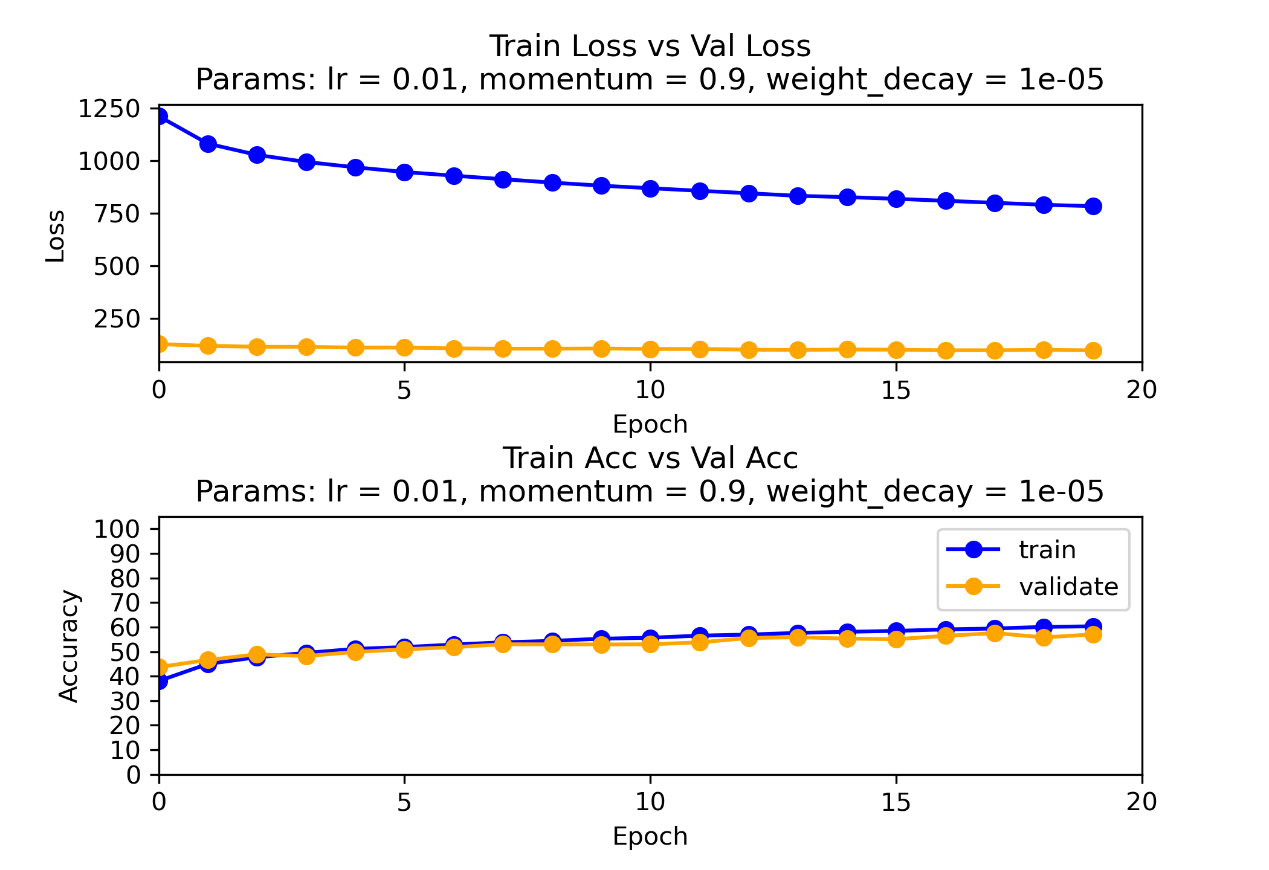 Train Loss vs Val Loss
Params: lr = 0.01, momentum = 0.9, weight_decay = 1e-05
1250
1000
750
500
250
Loss
0 5 10 15 20
Epoch
Train Acc vs Val Acc
Params: lr = 0.01, momentum = 0.9, weight_decay = 1e-05
100
90
80
70
60
50
40
30
20
10
0
Accuracy
train
validate
0 5 10 15 20
Epoch